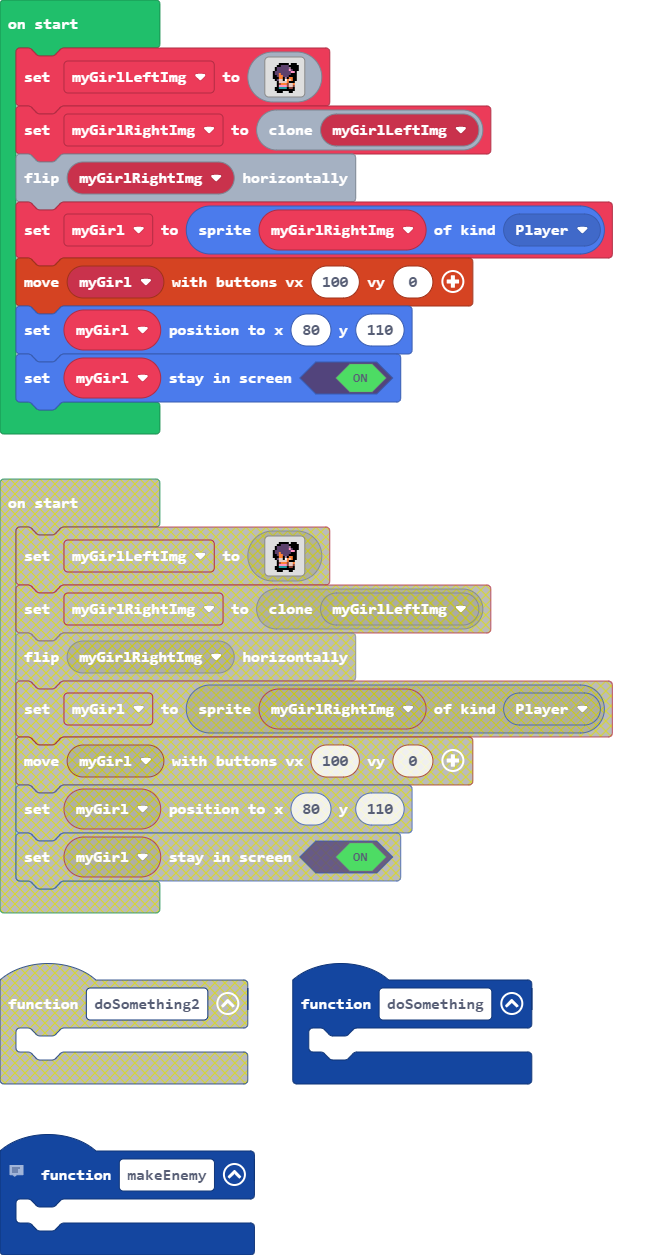 on start
set myGirlLeftImg to
set myGirlRightImg to clone myGirlLeftImg
flip myGirlRightImg horizontally
set myGirl to sprite myGirlRightImg of kind Player
move myGirl with buttons vx 100 vy 0
set myGirl position to x 80 y 110
set myGirl stay in screen ON
on start
set myGirlLeftImg to
set myGirlRightImg to clone myGirlLeftImg
flip myGirlRightImg horizontally
set myGirl to sprite myGirlRightImg of kind Player
move myGirl with buttons vx 100 vy 0
set myGirl position to x 80 y 110
set myGirl stay in screen ON
function doSomething2
function doSomething
function makeEnemy